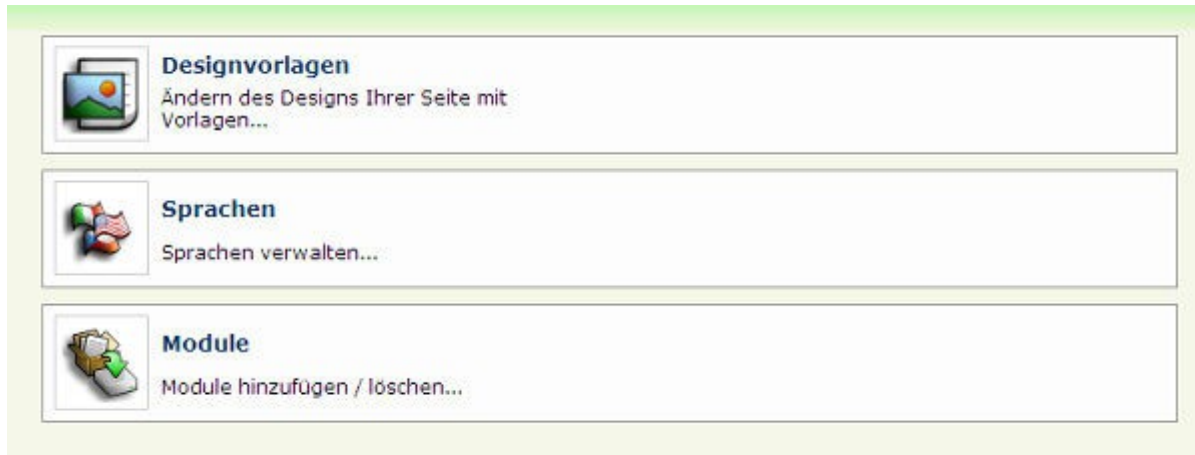 Designvorlagen
Ändern des Designs Ihrer Seite mit
Vorlagen...
Sprachen
Sprachen verwalten...
Module
Module hinzufügen / löschen...